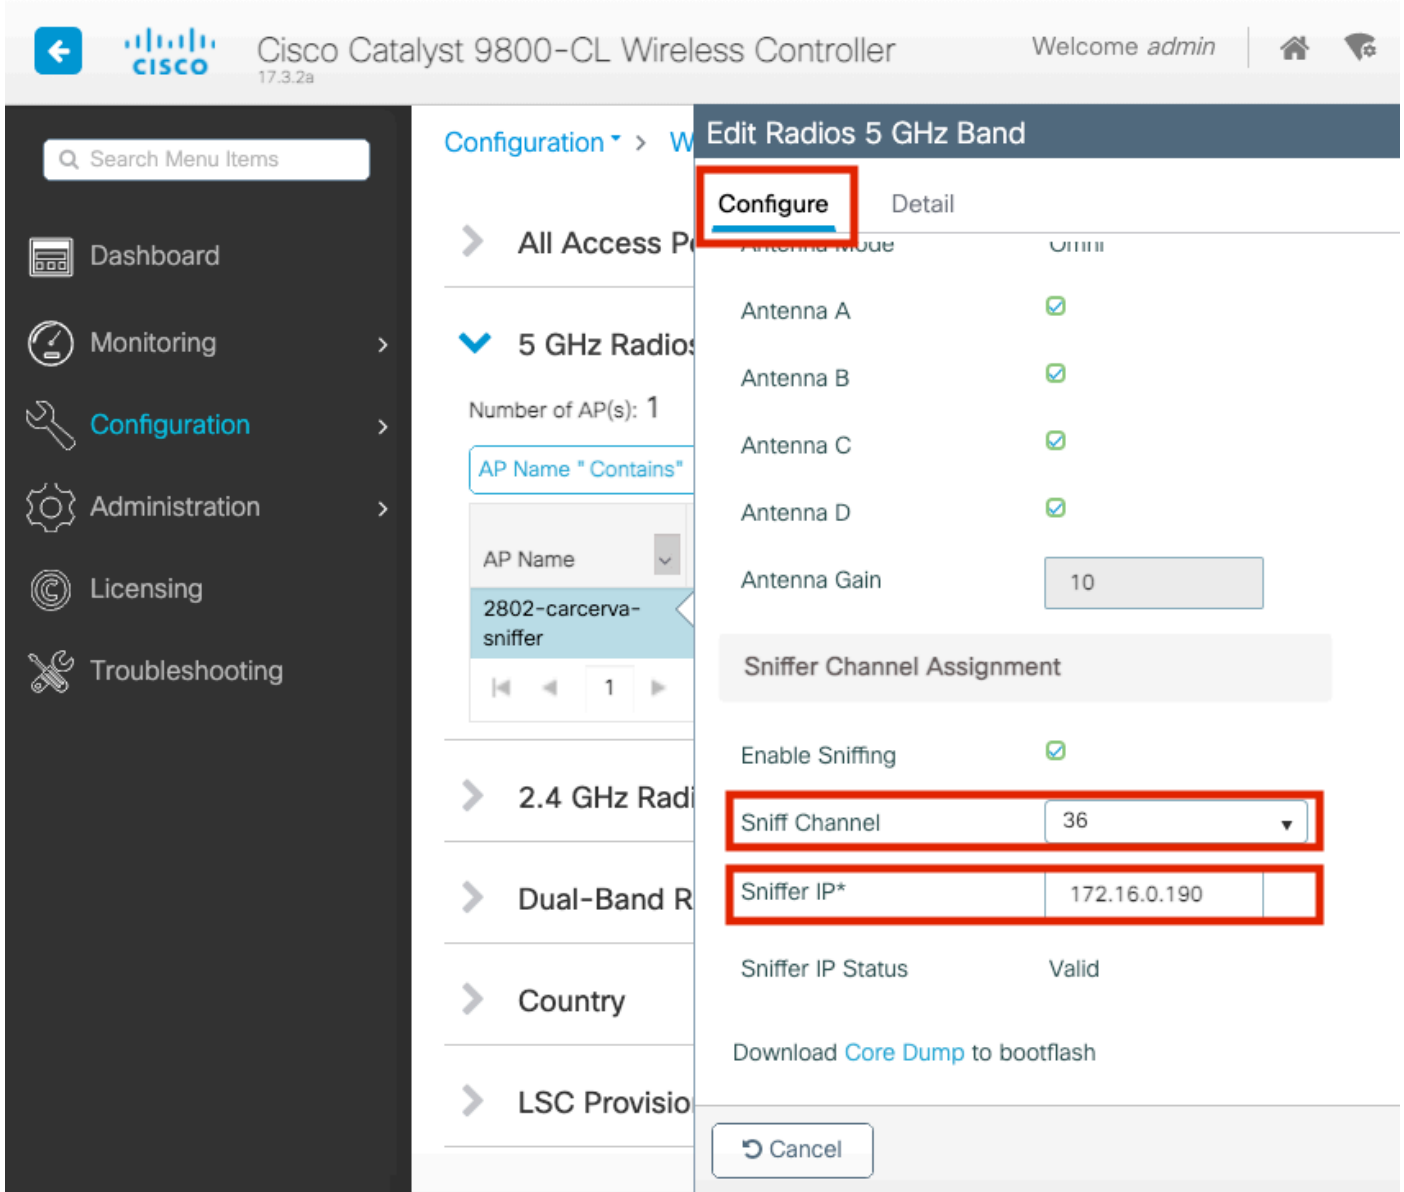 CISCO
Cisco Catalyst 9800-CL Wireless Controller
17.3.2a
Welcome admin
Search Menu Items
Dashboard
Monitoring
Configuration
Administration
Licensing
Troubleshooting
Configuration > W
All Access P
5 GHz Radios
Number of AP(s): 1
AP Name " Contains"
AP Name
2802-carcerva-
sniffer
1
2.4 GHz Radi
Dual-Band R
Country
LSC Provisio
Edit Radios 5 GHz Band
Configure
Detail
Antenna Mode Omni
Antenna A
Antenna B
Antenna C
Antenna D
Antenna Gain 10
Sniffer Channel Assignment
Enable Sniffing
Sniff Channel 36
Sniffer IP* 172.16.0.190
Sniffer IP Status Valid
Download Core Dump to bootflash
Cancel